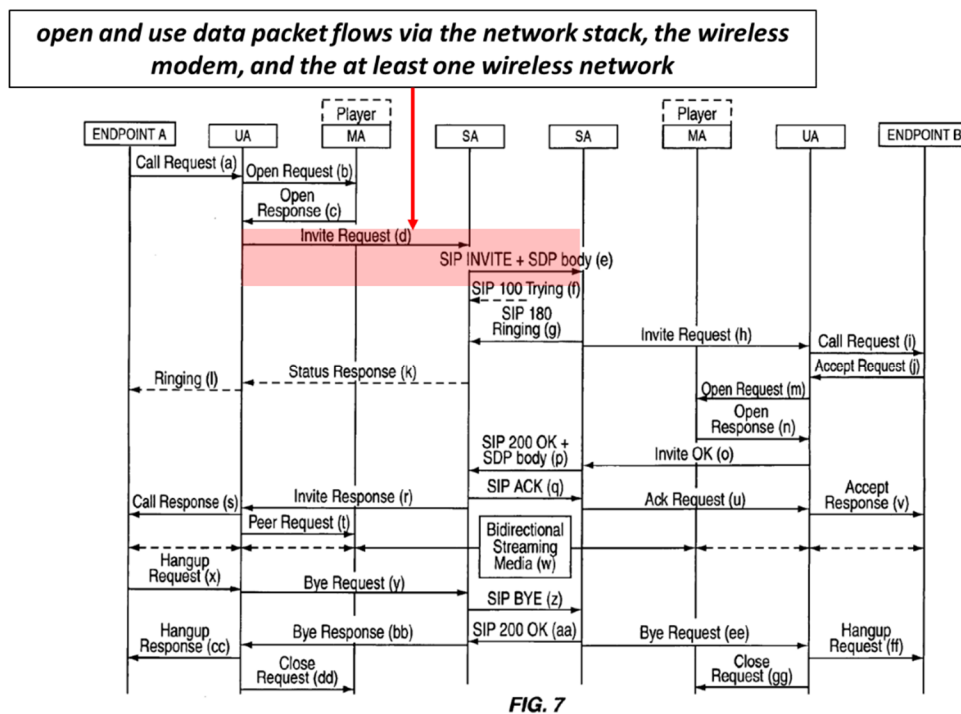 open and use data packet flows via the network stack, the wireless
modem, and the at least one wireless network
Player
Player
ENDPOINT A
UA
MA
SA
SA
MA
UA
ENDPOINT B
Call Request (a)
Open Request (b)
Open
Response (c)
Invite Request (d)
SIP INVITE + SDP body (e)
SIP 100 Trying (f)
SIP 180
Ringing (g)
Invite Request (h)
Call Request (i)
Accept Request (j)
Status Response (k)
Ringing (l)
Open Request (m)
Open
Response (n)
Invite OK (o)
SIP 200 OK +
SDP body (p)
SIP ACK (q)
Invite Response (r)
Call Response (s)
Ack Request (u)
Accept
Response (v)
Peer Request (t)
Bidirectional
Streaming
Media (w)
Hangup
Request (x)
Bye Request (y)
SIP BYE (z)
SIP 200 OK (aa)
Bye Response (bb)
Hangup
Response (cc)
Bye Request (ee)
Hangup
Request (ff)
Close
Request (dd)
Close
Request (gg)
FIG. 7